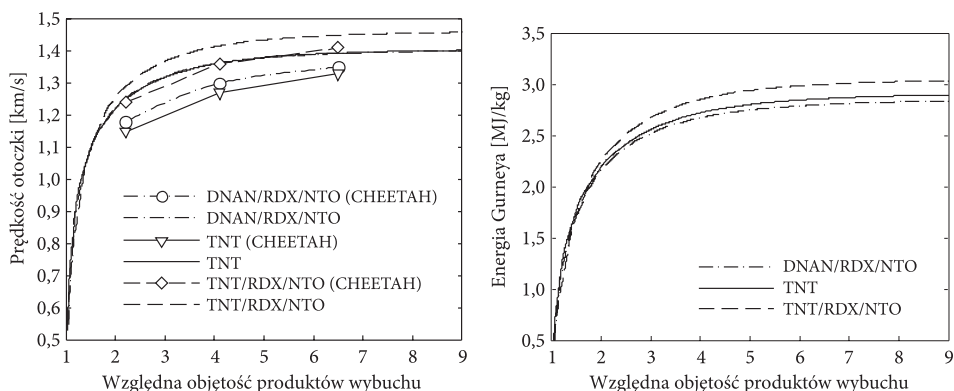 Prędkość otoczki [km/s]
1,5
1,4
1,3
1,2
1,1
1,0
1,9
1,8
1,7
1,6
0,5
DNAN/RDX/NTO (CHEETAH)
DNAN/RDX/NTO
TNT (CHEETAH)
TNT
TNT/RDX/NTO (CHEETAH)
TNT/RDX/NTO
1 2 3 4 5 6 7 8 9
Względna objętość produktów wybuchu
Energia Gurneya [MJ/kg]
3,5
3,0
2,5
2,0
1,5
1,0
0,5
DNAN/RDX/NTO
TNT
TNT/RDX/NTO
1 2 3 4 5 6 7 8 9
Względna objętość produktów wybuchu